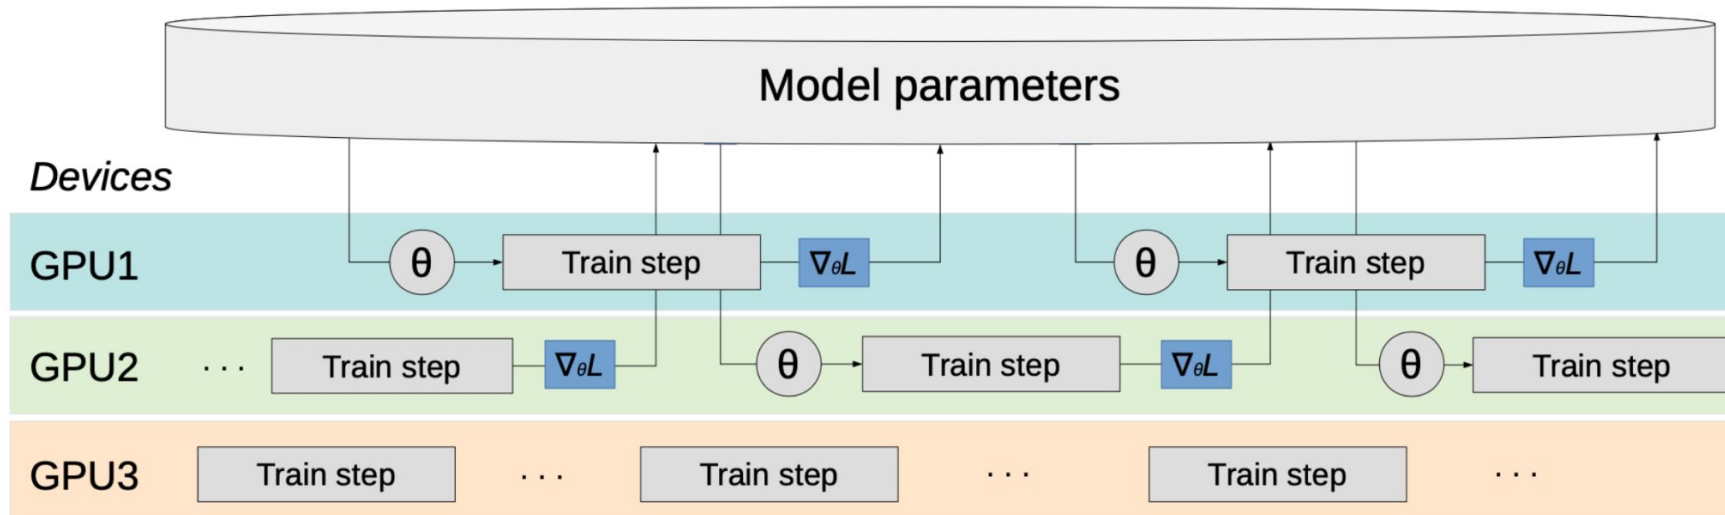 Model parameters
Devices
GPU1 θ Train step ∇θL θ Train step ∇θL
GPU2 ... Train step ∇θL θ Train step ∇θL θ Train step
GPU3 Train step ... Train step ... Train step ...